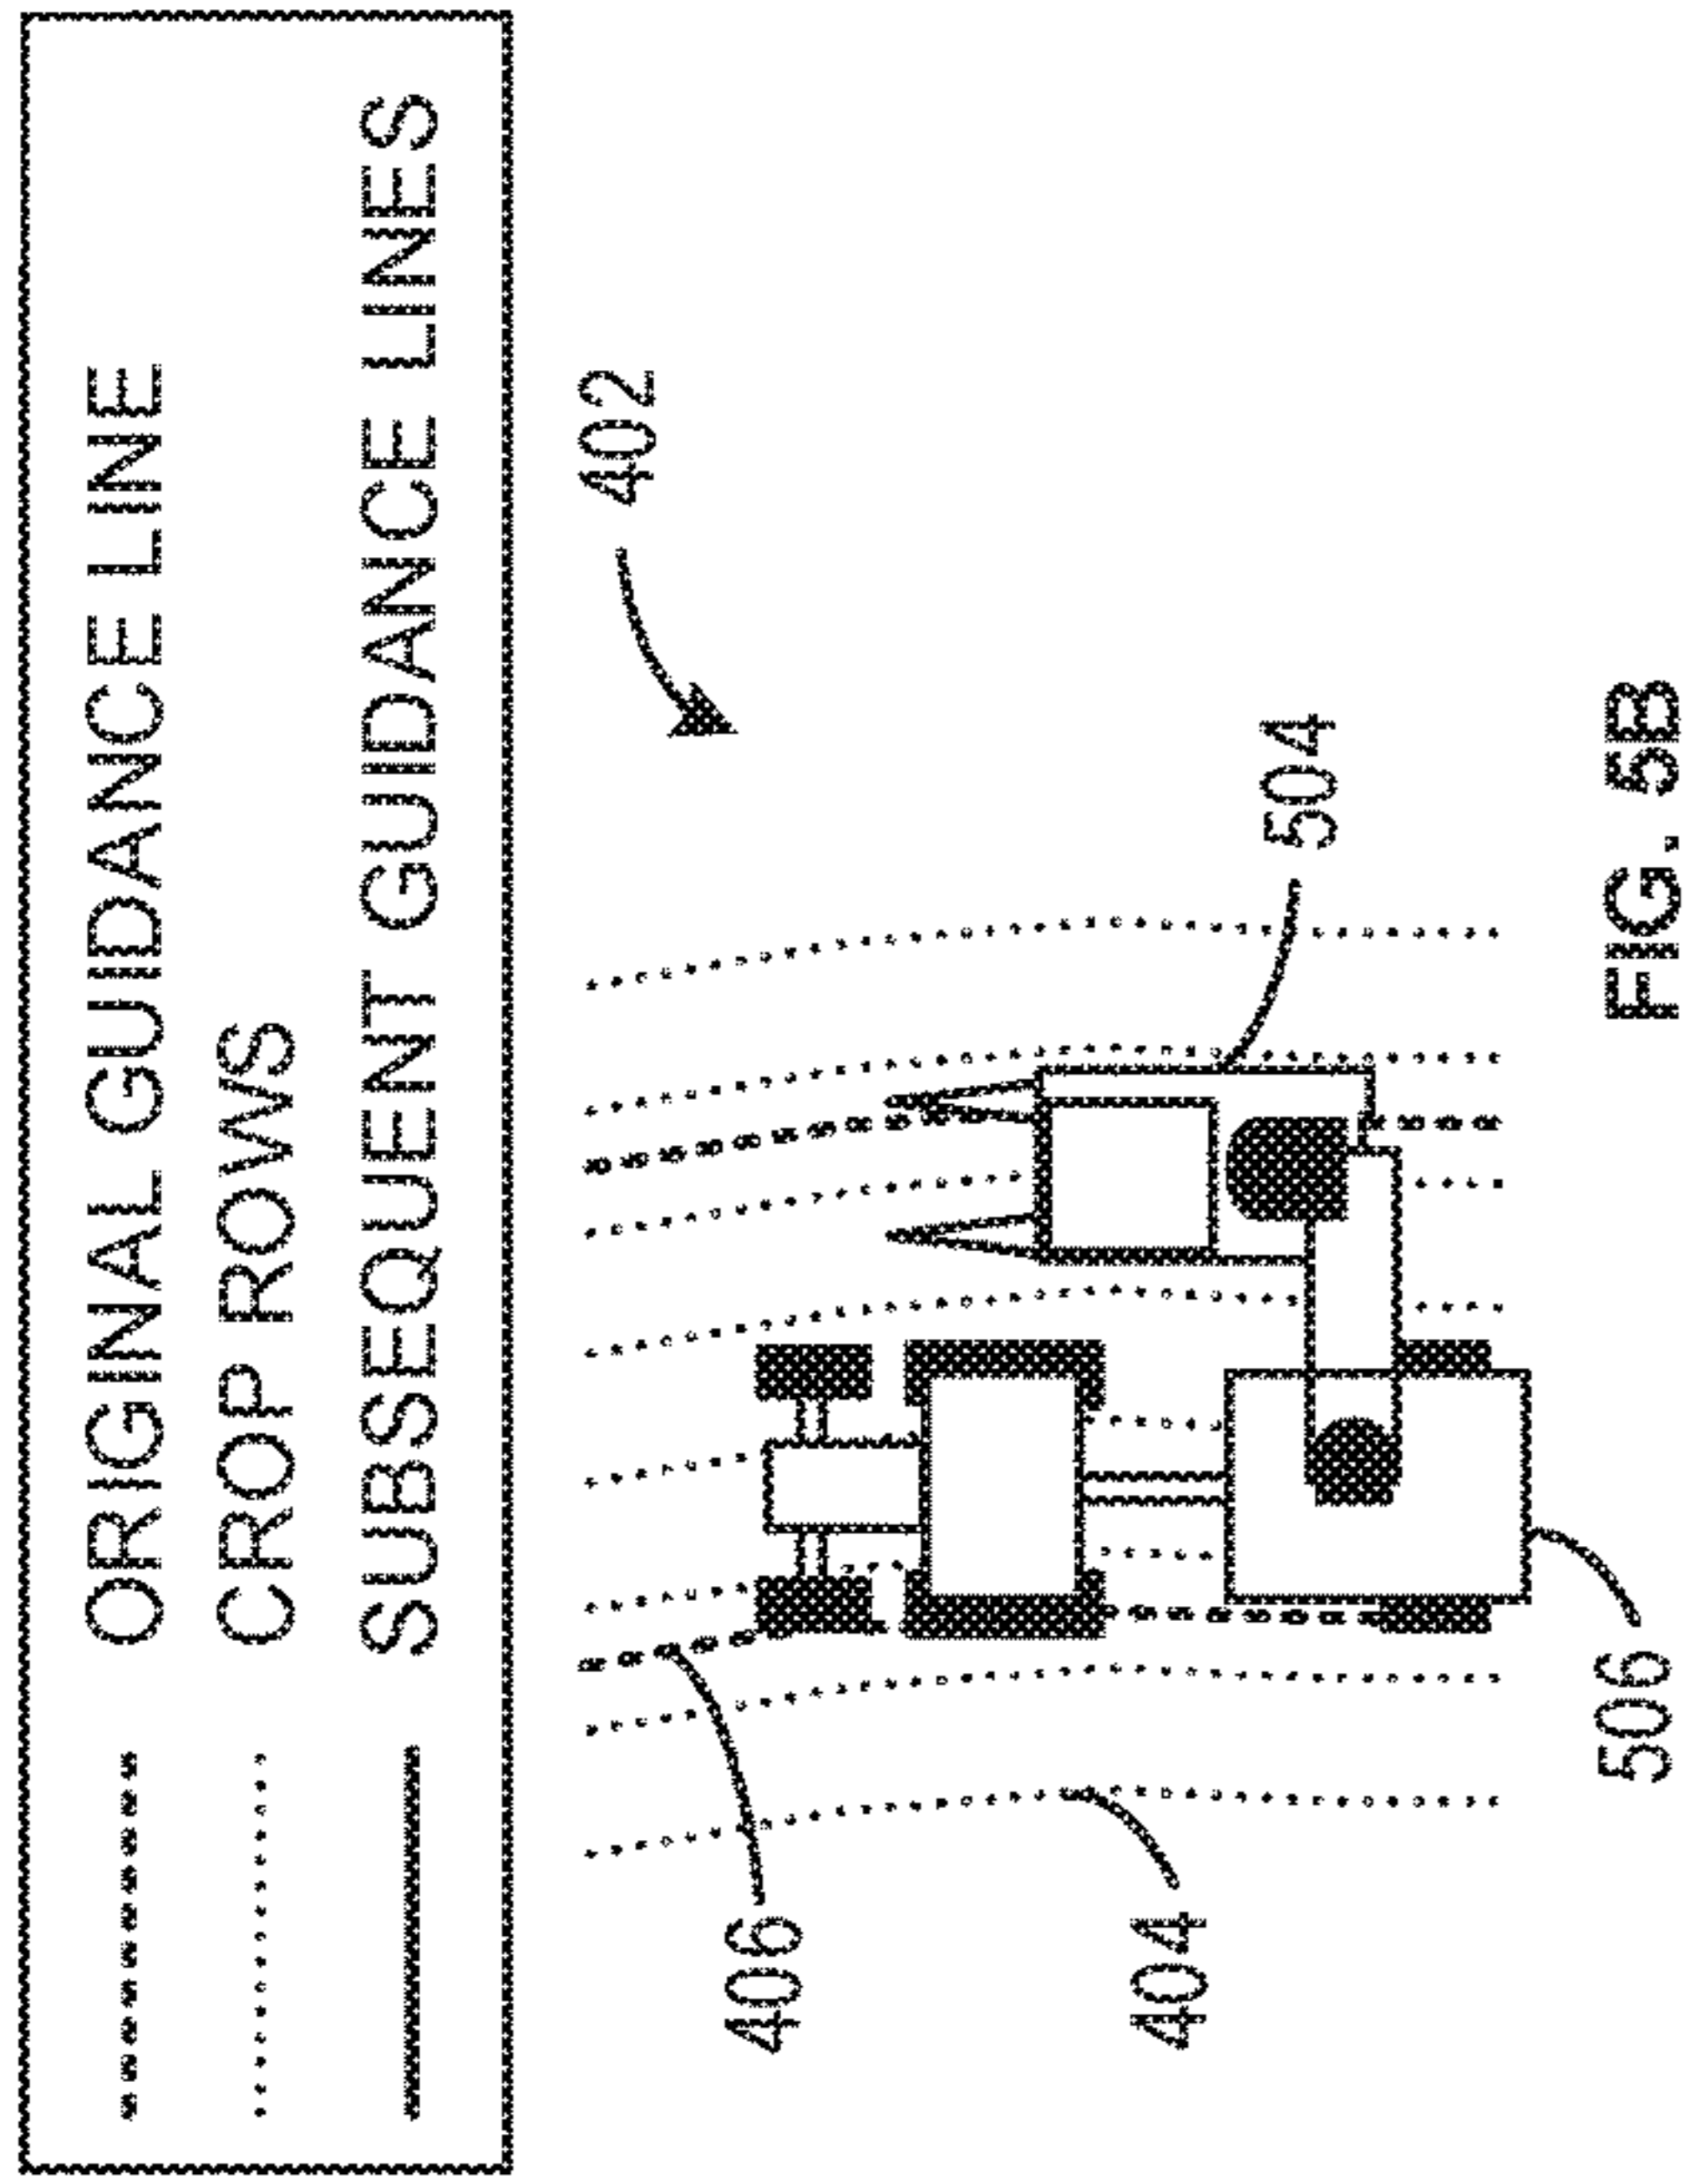 ORIGINAL GUIDANCE LINE
CROP ROWS
SUBSEQUENT GUIDANCE LINES
402
504
406
404
506
FIG. 5B